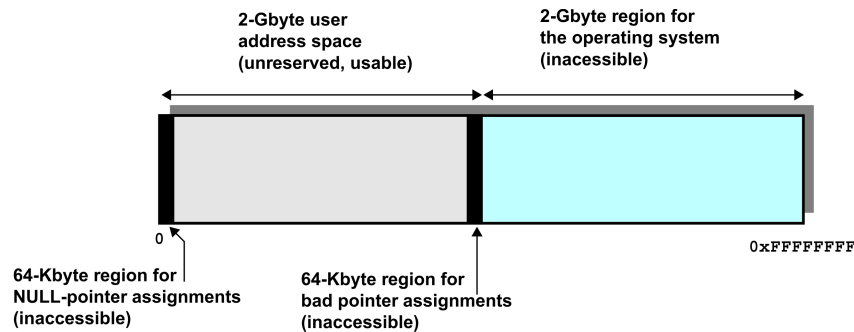 2-Gbyte user
address space
(unreserved, usable)
2-Gbyte region for
the operating system
(inacessible)
0
0xFFFFFFFF
64-Kbyte region for
NULL-pointer assignments
(inaccessible)
64-Kbyte region for
bad pointer assignments
(inaccessible)